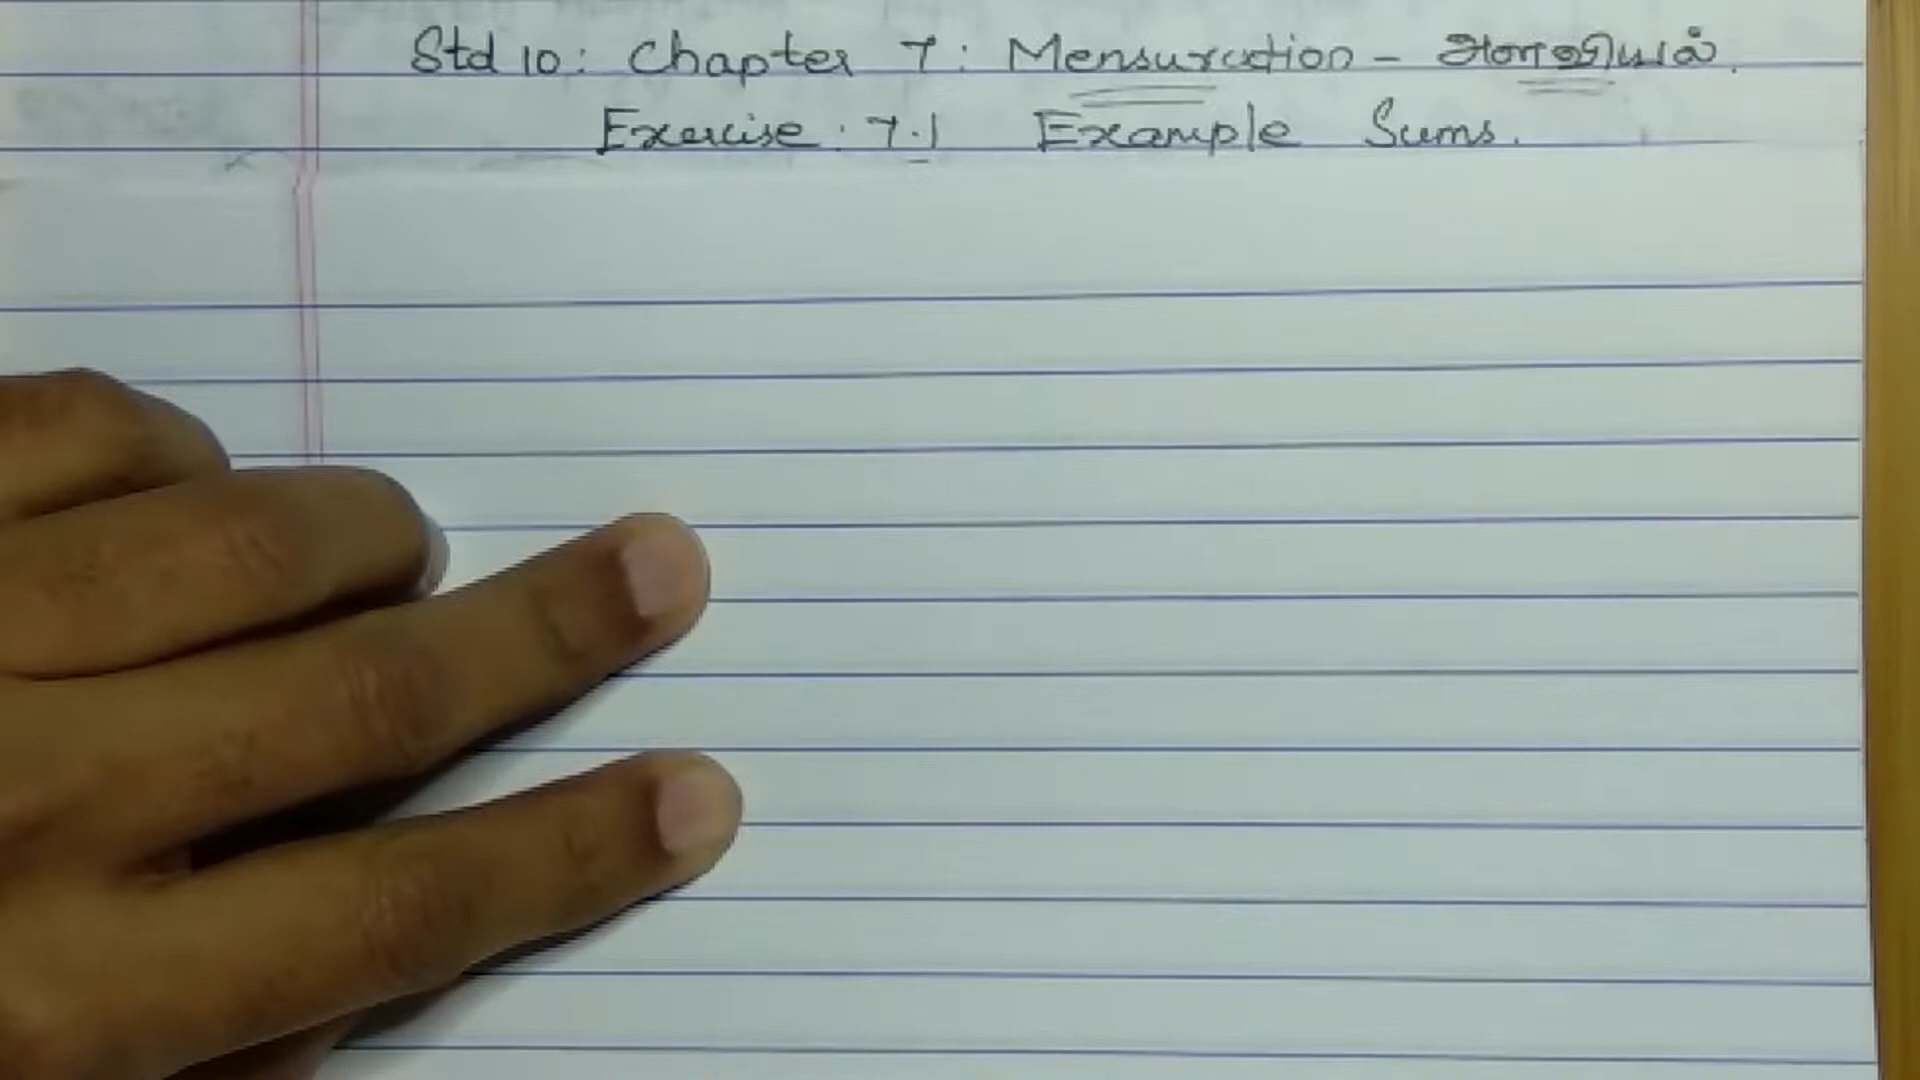 Std 10: Chapter 7: Mensuration - அளவியல்.
Exercise: 7.1 Example Sums.